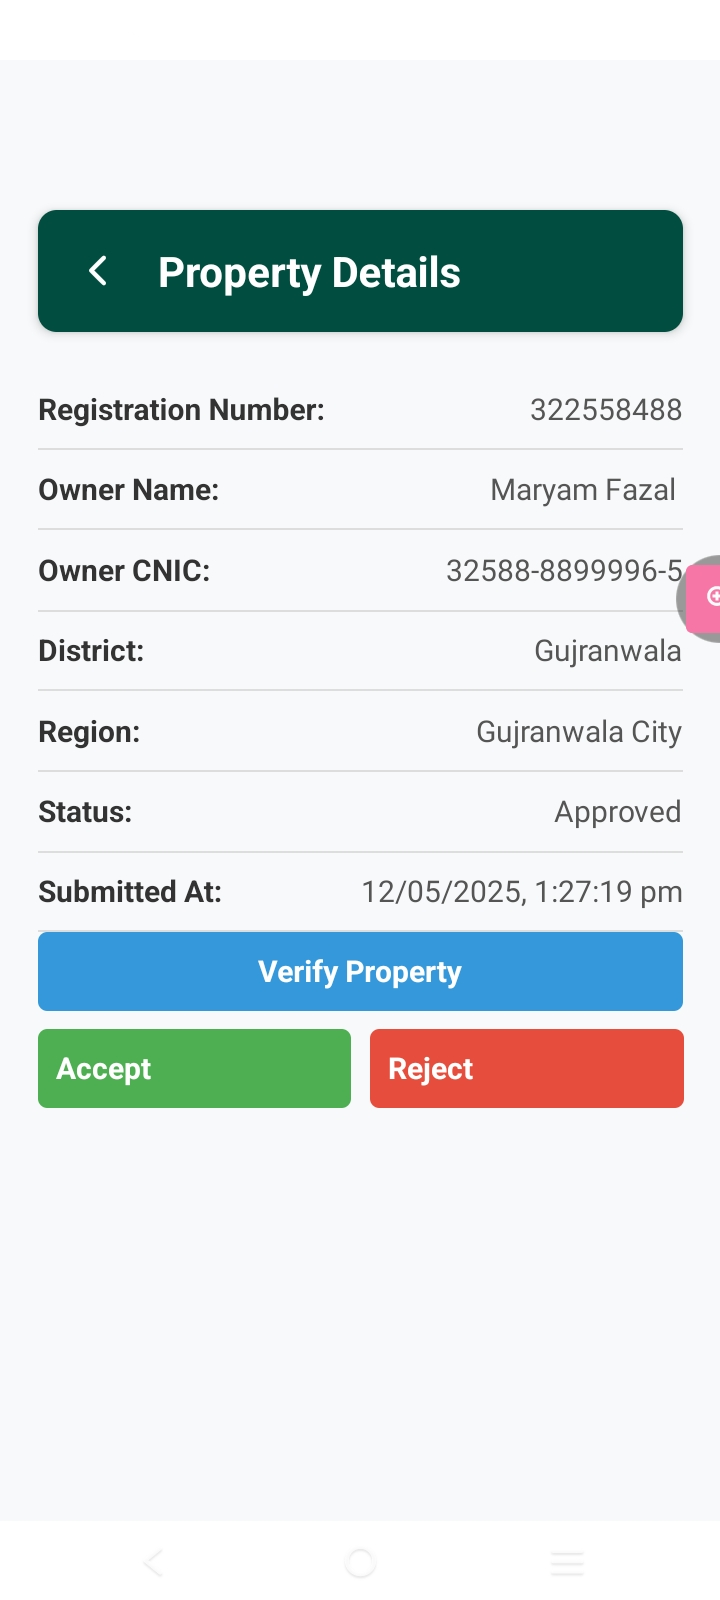 Property Details
Registration Number: 322558488
Owner Name: Maryam Fazal
Owner CNIC: 32588-8899996-5
District: Gujranwala
Region: Gujranwala City
Status: Approved
Submitted At: 12/05/2025, 1:27:19 pm
Verify Property
Accept Reject